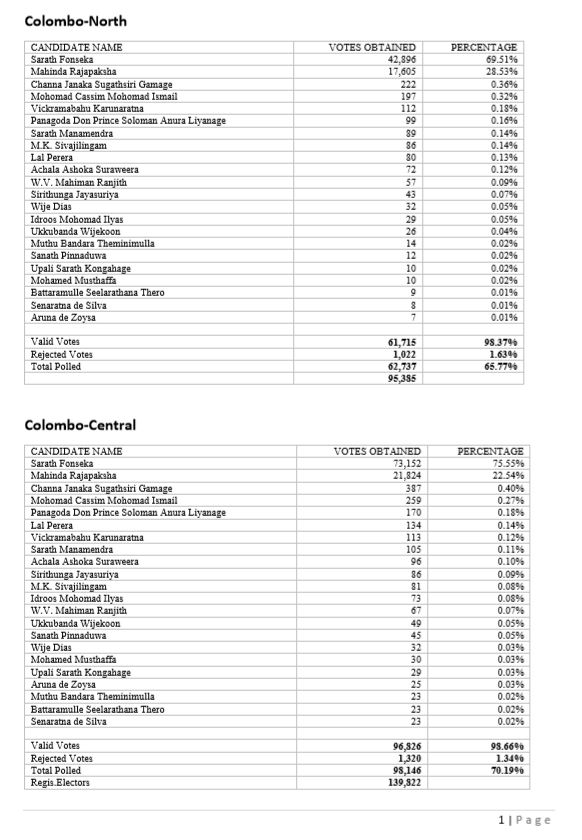 Colombo-North
CANDIDATE NAME VOTES OBTAINED PERCENTAGE
Sarath Fonseka 42,896 69.51%
Mahinda Rajapaksha 17,605 28.53%
Channa Janaka Sugathsiri Gamage 222 0.36%
Mohomad Cassim Mohomad Ismail 197 0.32%
Vickramabahu Karunaratna 112 0.18%
Panagoda Don Prince Soloman Anura Liyanage 99 0.16%
Sarath Manamendra 89 0.14%
M.K. Sivajilingam 86 0.14%
Lal Perera 80 0.13%
Achala Ashoka Suraweera 72 0.12%
W.V. Mahiman Ranjith 57 0.09%
Sirithunga Jayasuriya 43 0.07%
Wije Dias 32 0.05%
Idroos Mohomad Ilyas 29 0.05%
Ukkubanda Wijekoon 26 0.04%
Muthu Bandara Theminimulla 14 0.02%
Sanath Pinnaduwa 12 0.02%
Upali Sarath Kongahage 10 0.02%
Mohamed Musthaffa 10 0.02%
Battaramulle Seelarathana Thero 9 0.01%
Senaratna de Silva 8 0.01%
Aruna de Zoysa 7 0.01%
Valid Votes 61,715 98.37%
Rejected Votes 1,022 1.63%
Total Polled 62,737 65.77%
95,385
Colombo-Central
CANDIDATE NAME VOTES OBTAINED PERCENTAGE
Sarath Fonseka 73,152 75.55%
Mahinda Rajapaksha 21,824 22.54%
Channa Janaka Sugathsiri Gamage 387 0.40%
Mohomad Cassim Mohomad Ismail 259 0.27%
Panagoda Don Prince Soloman Anura Liyanage 170 0.18%
Lal Perera 134 0.14%
Vickramabahu Karunaratna 113 0.12%
Sarath Manamendra 105 0.11%
Achala Ashoka Suraweera 96 0.10%
Sirithunga Jayasuriya 86 0.09%
M.K. Sivajilingam 81 0.08%
Idroos Mohomad Ilyas 73 0.08%
W.V. Mahiman Ranjith 67 0.07%
Ukkubanda Wijekoon 49 0.05%
Sanath Pinnaduwa 45 0.05%
Wije Dias 32 0.03%
Mohamed Musthaffa 30 0.03%
Upali Sarath Kongahage 29 0.03%
Aruna de Zoysa 25 0.03%
Muthu Bandara Theminimulla 23 0.02%
Battaramulle Seelarathana Thero 23 0.02%
Senaratna de Silva 23 0.02%
Valid Votes 96,826 98.66%
Rejected Votes 1,320 1.34%
Total Polled 98,146 70.19%
Regis.Electors 139,822
1 | Page